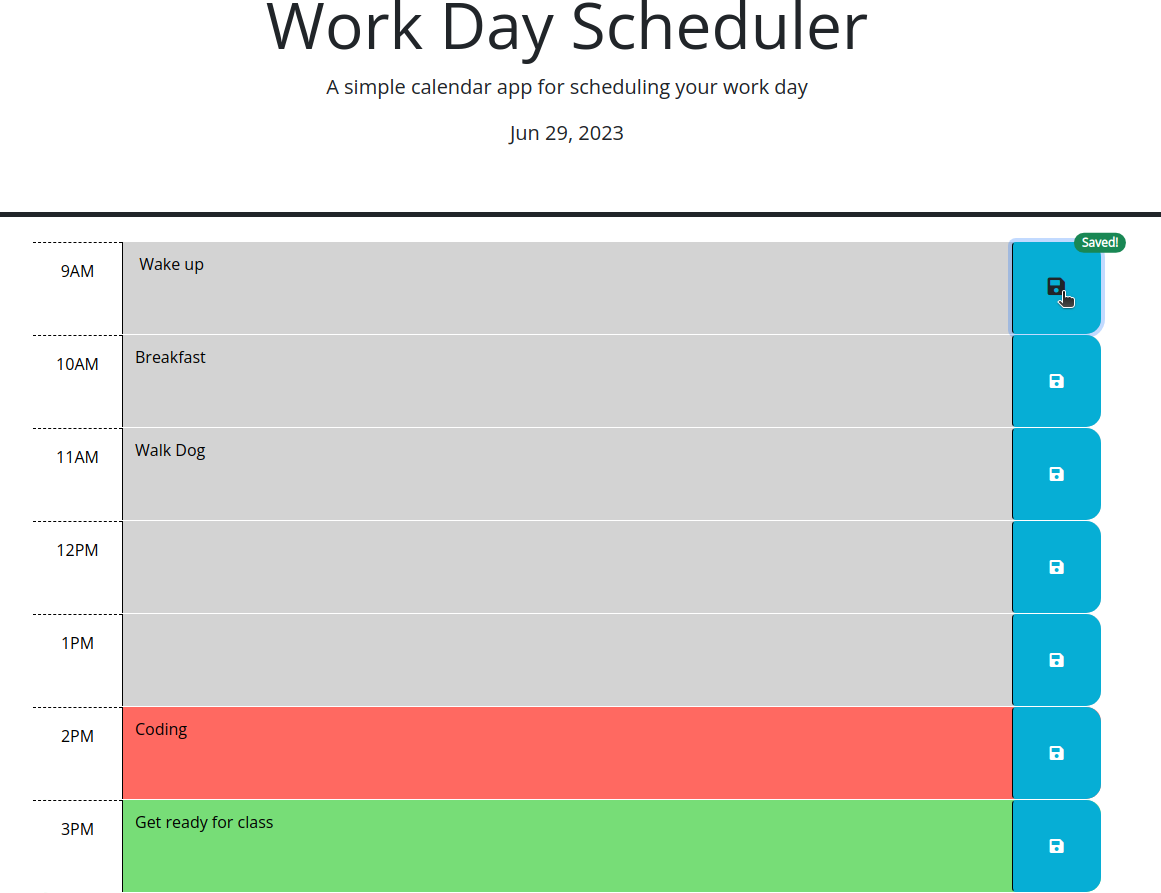 Work Day Scheduler
A simple calendar app for scheduling your work day
Jun 29, 2023
Saved!
9AM Wake up
10AM Breakfast
11AM Walk Dog
12PM
1PM
2PM Coding
3PM Get ready for class